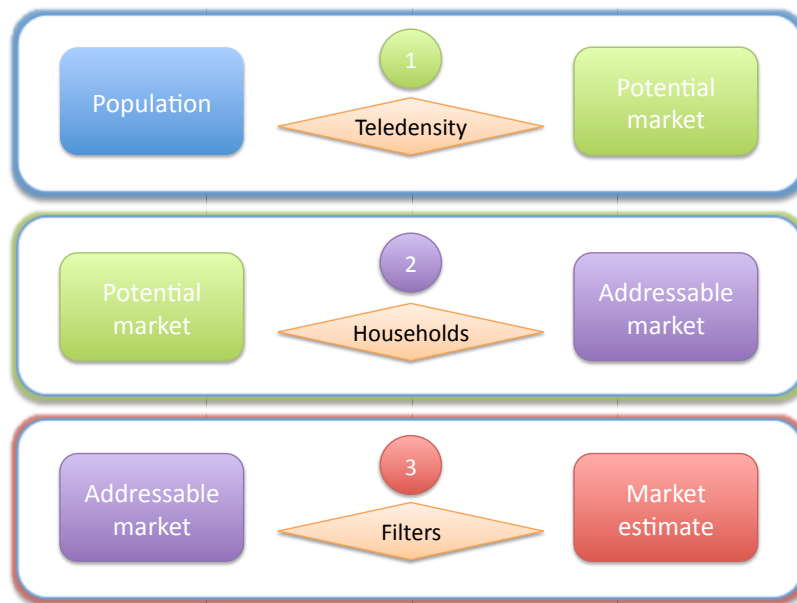 1
Population
Teledensity
Potential
market
2
Potential
market
Households
Addressable
market
3
Addressable
market
Filters
Market
estimate